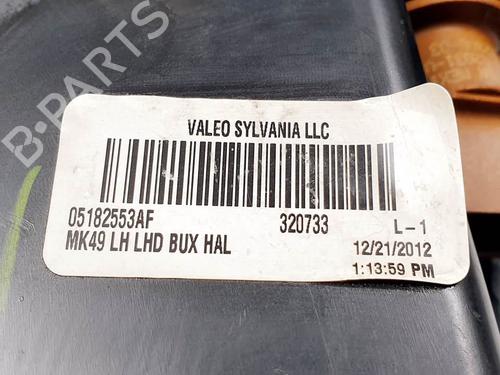 B-PARTS
VALEO SYLVANIA LLC
05182553AF 320733 L-1
MK49 LH LHD BUX HAL 12/21/2012
1:13:59 PM